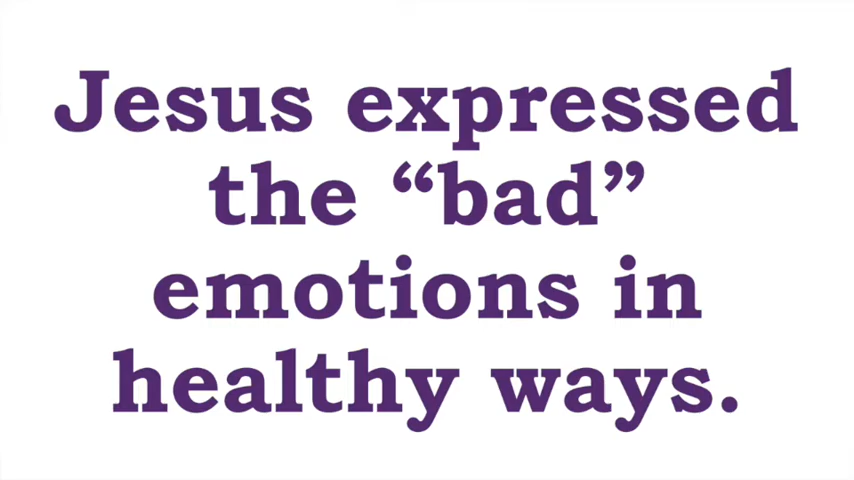 Jesus expressed
the “bad”
emotions in
healthy ways.